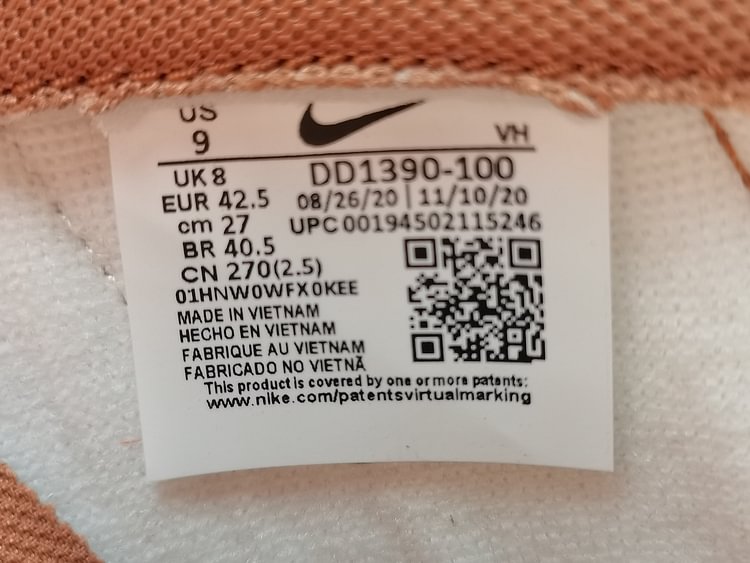 US
9
VH
UK 8
DD1390-100
EUR 42.5
08/26/20 | 11/10/20
cm 27
UPC 00194502115246
BR 40.5
CN 270(2.5)
01HNW0WFX0KEE
MADE IN VIETNAM
HECHO EN VIETNAM
FABRIQUE AU VIETNAM
FABRICADO NO VIETNÃ
This product is covered by one or more patents:
www.nike.com/patentsvirtualmarking